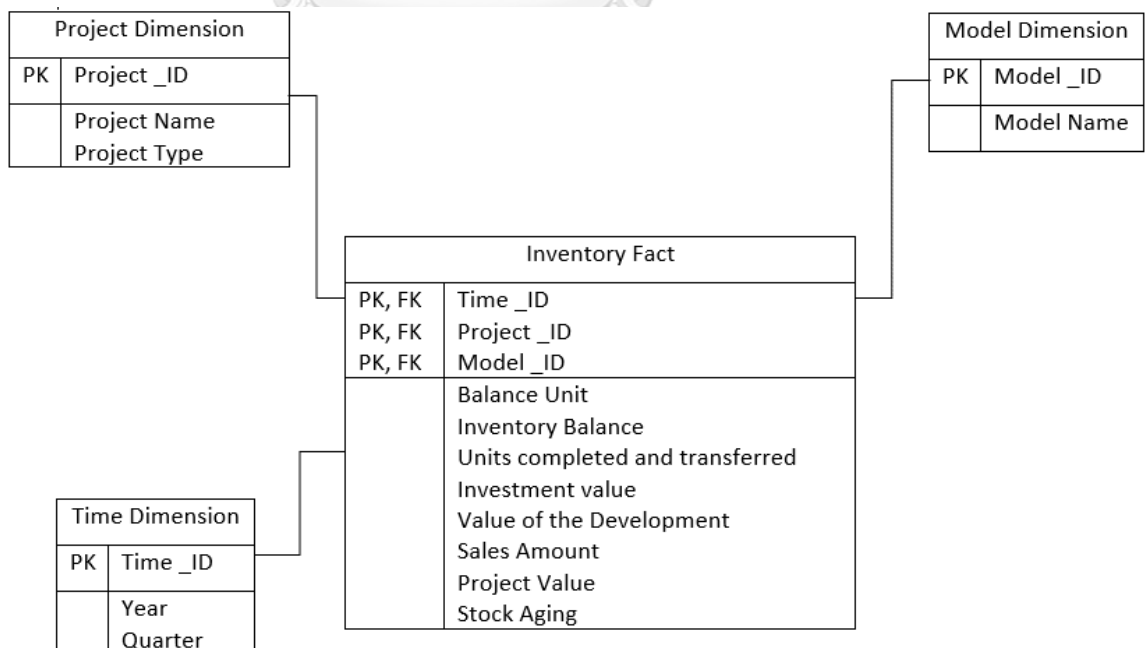 Project Dimension
PK Project _ID
Project Name
Project Type
Model Dimension
PK Model _ID
Model Name
Inventory Fact
PK, FK Time _ID
PK, FK Project _ID
PK, FK Model _ID
Balance Unit
Inventory Balance
Units completed and transferred
Investment value
Value of the Development
Sales Amount
Project Value
Stock Aging
Time Dimension
PK Time _ID
Year
Quarter